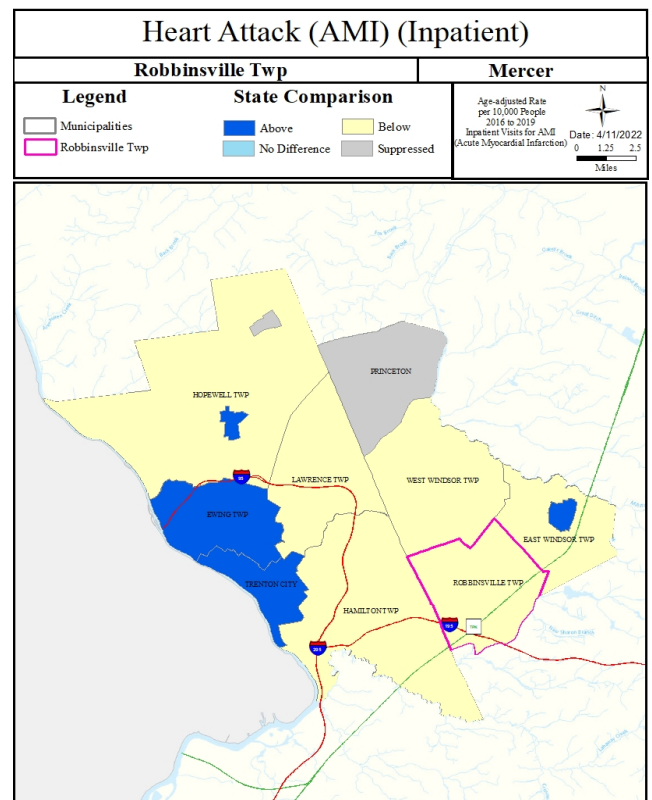 Heart Attack (AMI) (Inpatient)
Robbinsville Twp
Mercer
Legend
Municipalities
Robbinsville Twp
State Comparison
Above
Below
No Difference
Suppressed
Age-adjusted Rate
per 10,000 People
2016 to 2019
Inpatient Visits for AMI
(Acute Myocardial Infarction)
N
Date: 4/11/2022
0 1.25 2.5
Miles
PRINCETON
HOPEWELL TWP
LAWRENCE TWP
WEST WINDSOR TWP
EWING TWP
EAST WINDSOR TWP
TRENTON CITY
ROBBINSVILLE TWP
HAMILTON TWP